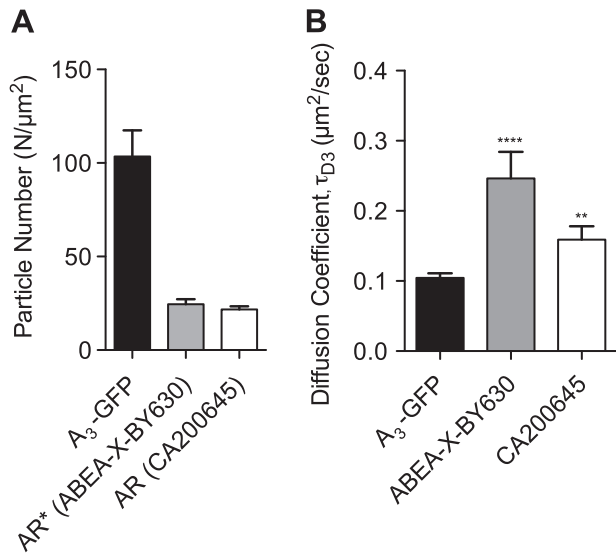 A
Particle Number (N/µm²)
150
100
50
0
A₃-GFP
AR* (ABEA-X-BY630)
AR (CA200645)
B
Diffusion Coefficient, τD3 (µm²/sec)
0.4
0.3
0.2
0.1
0.0
****
**
A₃-GFP
ABEA-X-BY630
CA200645